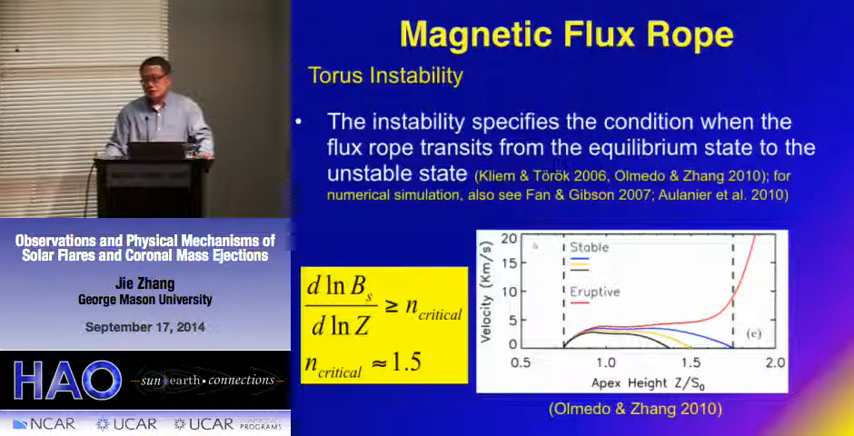 Magnetic Flux Rope
Torus Instability
• The instability specifies the condition when the
flux rope transits from the equilibrium state to the
unstable state (Kliem & Török 2006, Olmedo & Zhang 2010); for
numerical simulation, also see Fan & Gibson 2007; Aulanier et al. 2010)
d ln B_s / d ln Z ≥ n_critical
n_critical ≈ 1.5
Velocity (Km/s)
20
15
10
5
0
Stable
Eruptive
(c)
0.5 1.0 1.5 2.0
Apex Height Z/S₀
(Olmedo & Zhang 2010)
Observations and Physical Mechanisms of
Solar Flares and Coronal Mass Ejections
Jie Zhang
George Mason University
September 17, 2014
HAO sun earth • connections
NCAR UCAR UCAR PROGRAMS